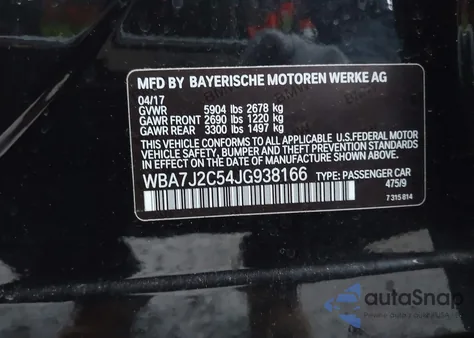 MFD BY BAYERISCHE MOTOREN WERKE AG
04/17
GVWR 5904 lbs 2678 kg
GAWR FRONT 2690 lbs 1220 kg
GAWR REAR 3300 lbs 1497 kg
THIS VEHICLE CONFORMS TO ALL APPLICABLE U.S.FEDERAL MOTOR
VEHICLE SAFETY, BUMPER AND THEFT PREVENTION STANDARDS
IN EFFECT ON THE DATE OF MANUFACTURE SHOWN ABOVE.
WBA7J2C54JG938166 TYPE: PASSENGER CAR
475/9
7 315 814
autoSnap